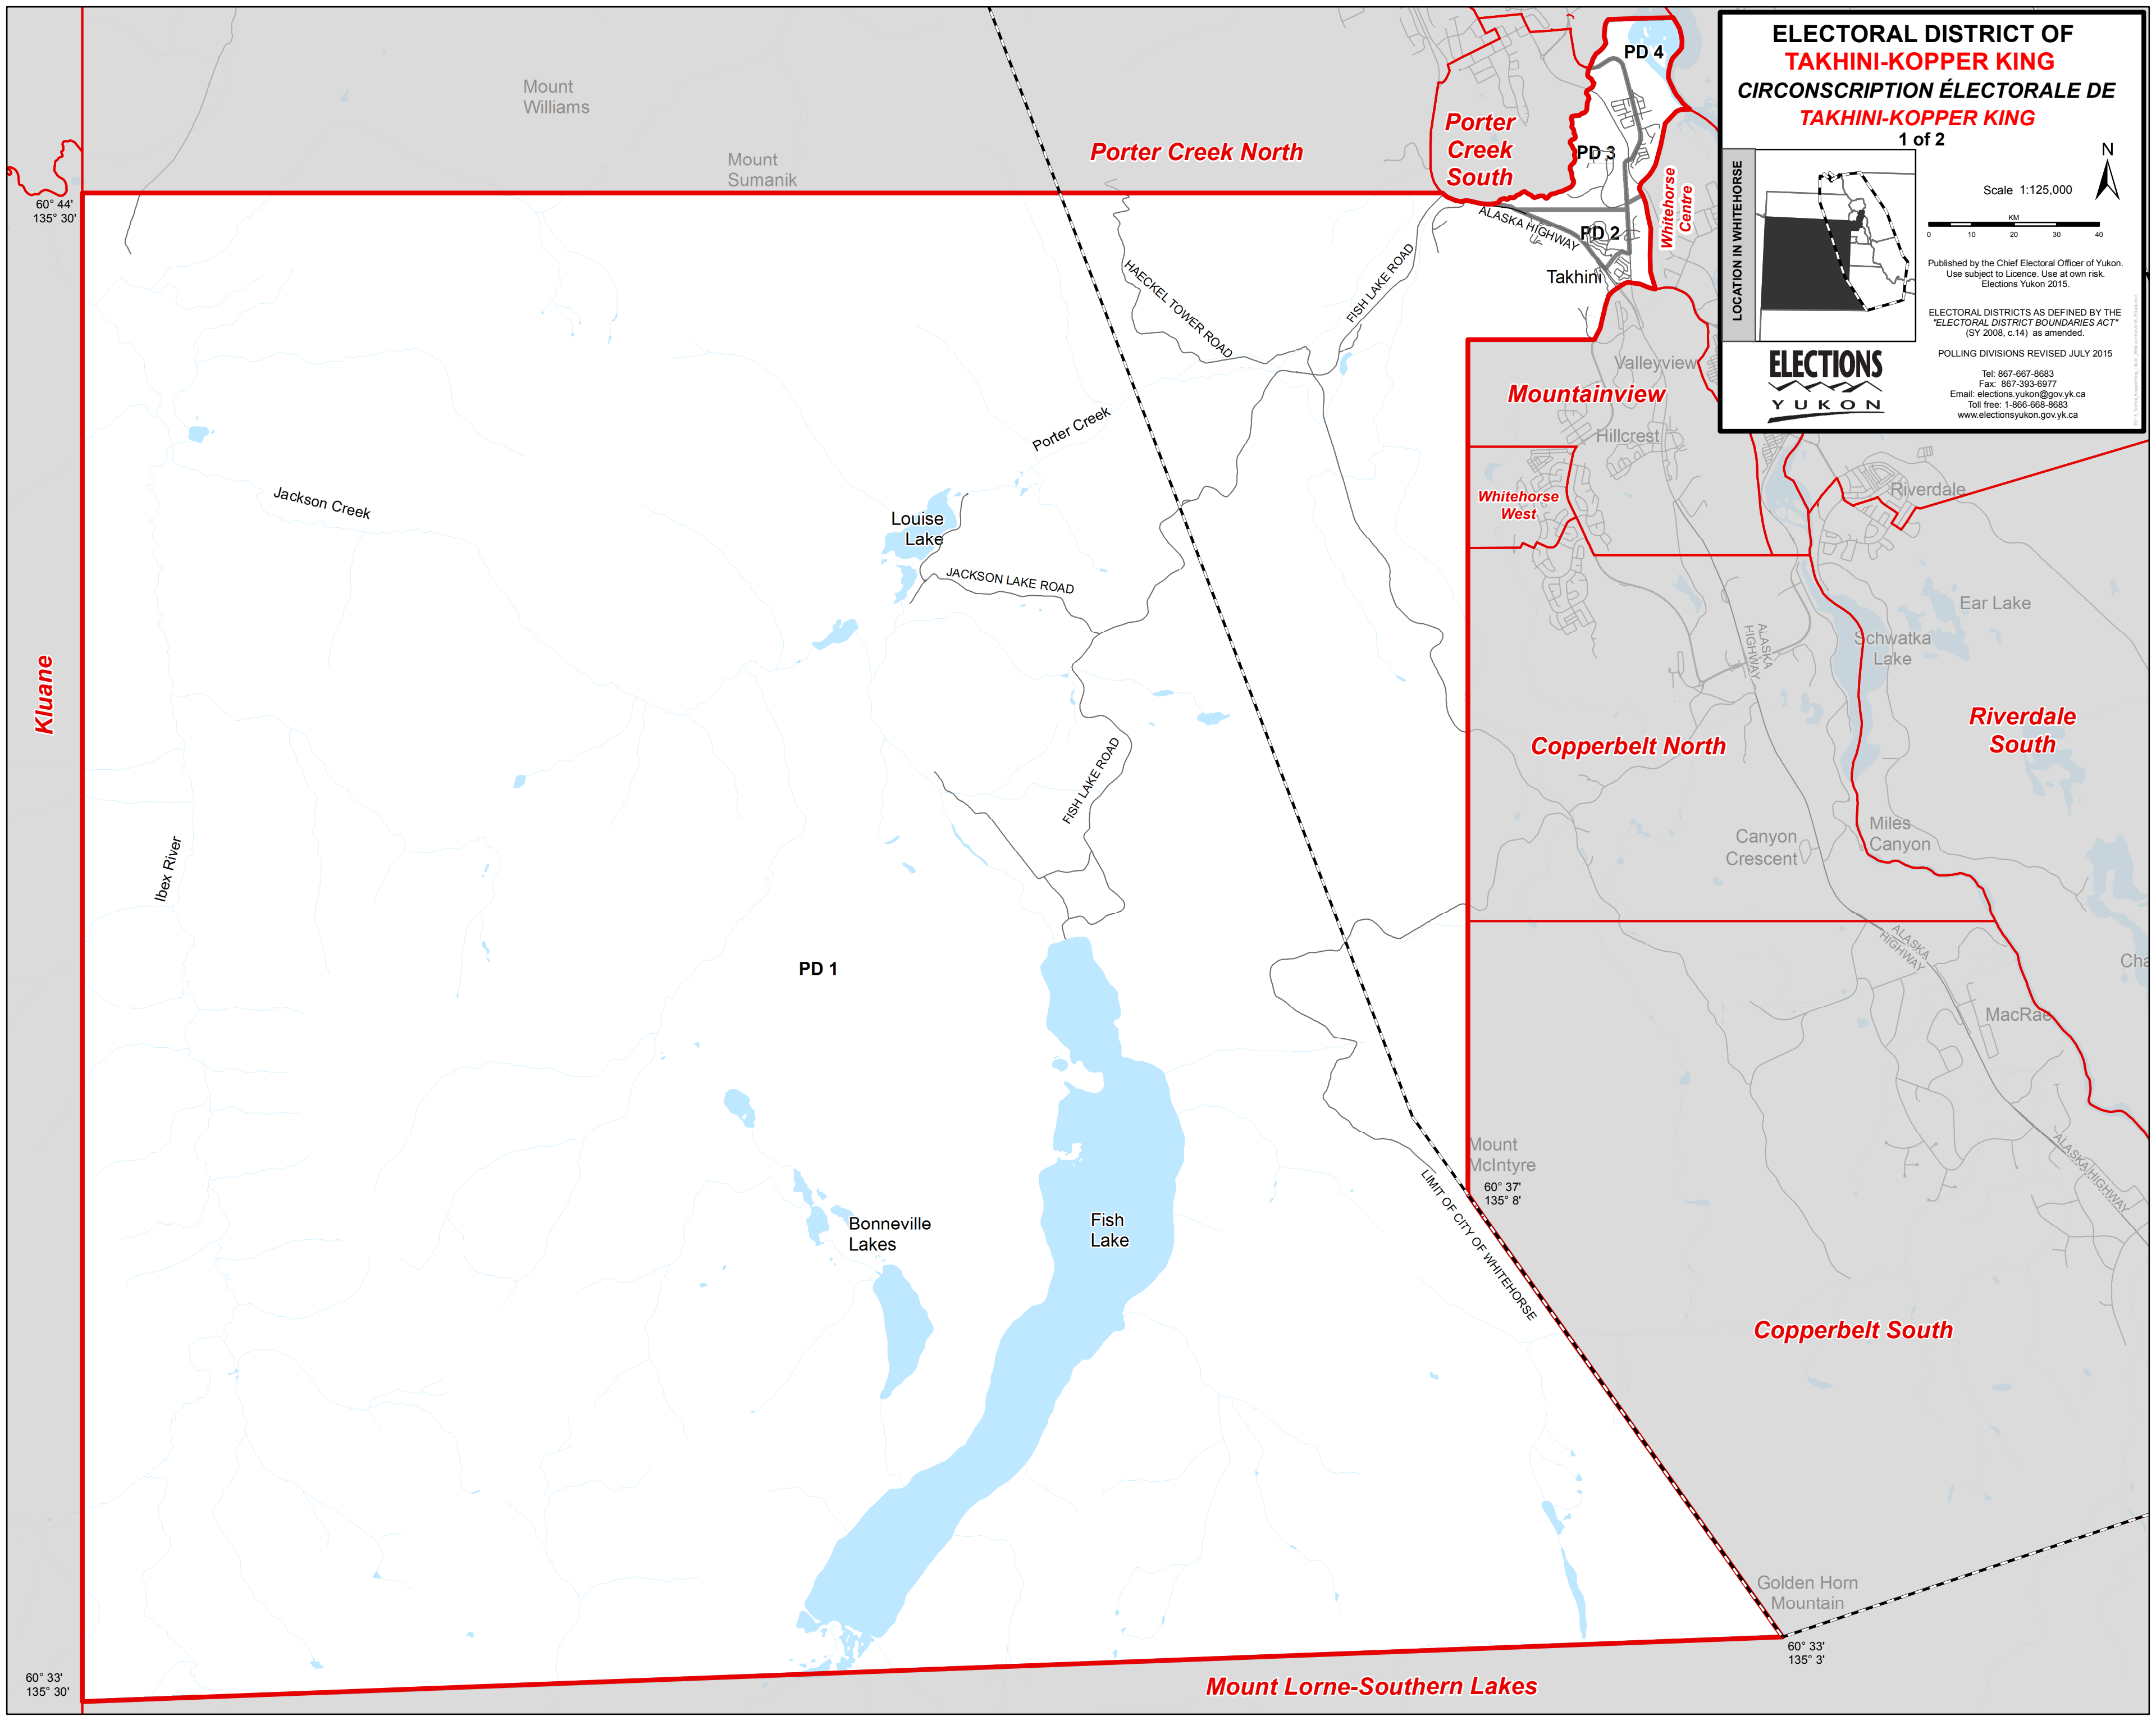 ELECTORAL DISTRICT OF
TAKHINI-KOPPER KING
CIRCONSCRIPTION ÉLECTORALE DE
TAKHINI-KOPPER KING
1 of 2
LOCATION IN WHITEHORSE
N
Scale 1:125,000
KM
0 10 20 30 40
Published by the Chief Electoral Officer of Yukon.
Use subject to Licence. Use at own risk.
Elections Yukon 2015.
ELECTORAL DISTRICTS AS DEFINED BY THE
"ELECTORAL DISTRICT BOUNDARIES ACT"
(SY 2008, c.14) as amended.
POLLING DIVISIONS REVISED JULY 2015
Tel: 867-667-8683
Fax: 867-393-6977
Email: elections.yukon@gov.yk.ca
Toll free: 1-866-668-8683
www.electionsyukon.gov.yk.ca
ELECTIONS
YUKON
Mount
Williams
Mount
Sumanik
Porter Creek North
Porter
Creek
South
PD 4
PD 3
Whitehorse
Centre
PD 2
ALASKA HIGHWAY
Takhini
60° 44'
135° 30'
HAECKEL TOWER ROAD
FISH LAKE ROAD
Valleyview
Mountainview
Hillcrest
Porter Creek
Jackson Creek
Louise
Lake
JACKSON LAKE ROAD
Whitehorse
West
Riverdale
Ear Lake
Schwatka
Lake
ALASKA
HIGHWAY
Kluane
Riverdale
South
Copperbelt North
FISH LAKE ROAD
Ibex River
Miles
Canyon
Canyon
Crescent
PD 1
ALASKA
HIGHWAY
Cha
MacRae
Mount
McIntyre
60° 37'
135° 8'
ALASKA HIGHWAY
LIMIT OF CITY OF WHITEHORSE
Bonneville
Lakes
Fish
Lake
Copperbelt South
Golden Horn
Mountain
60° 33'
135° 3'
60° 33'
135° 30'
Mount Lorne-Southern Lakes